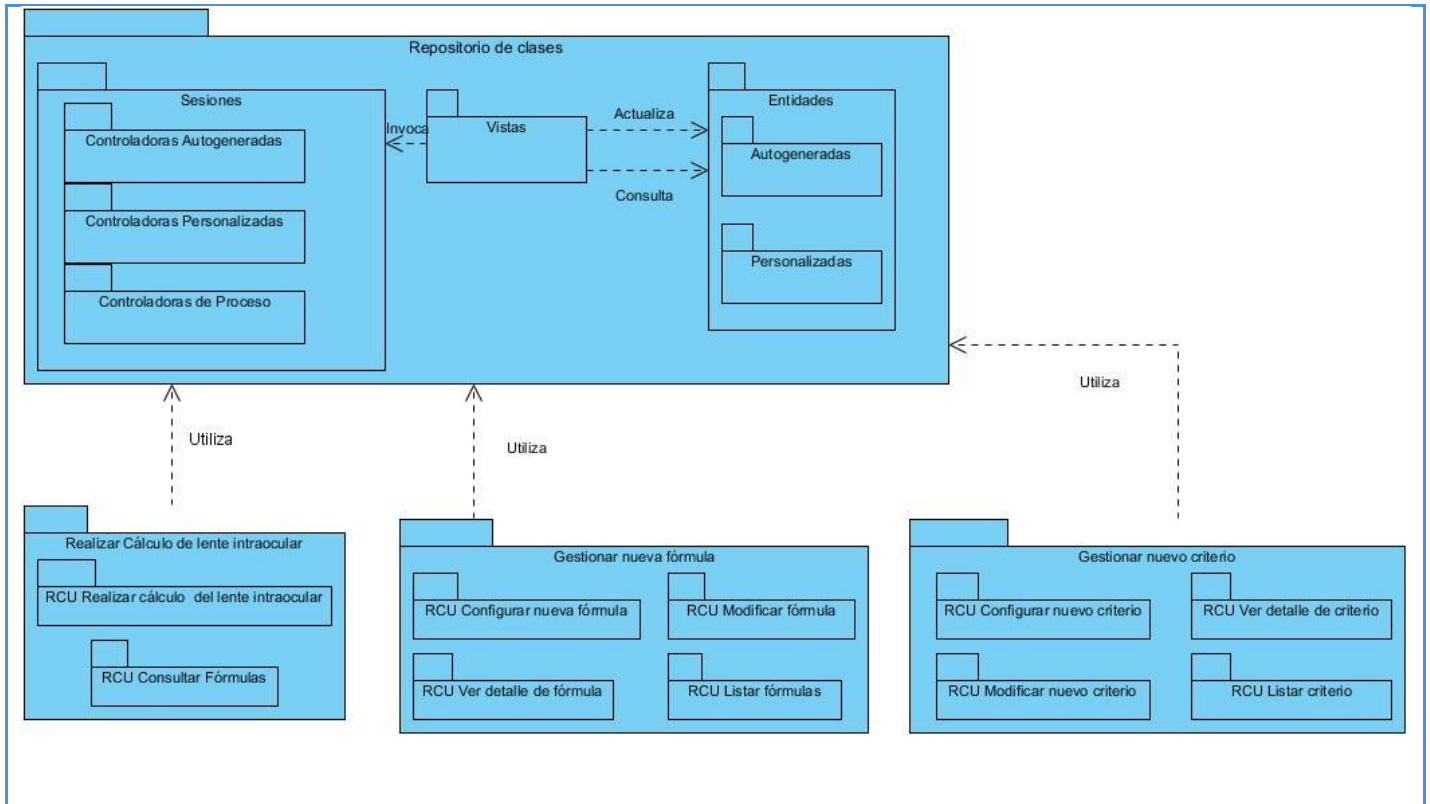 Repositorio de clases
Sesiones
Controladoras Autogeneradas
Controladoras Personalizadas
Controladoras de Proceso
Invoca
Vistas
Actualiza
Consulta
Entidades
Autogeneradas
Personalizadas
Utiliza
Utiliza
Utiliza
Realizar Cálculo de lente intraocular
RCU Realizar cálculo del lente intraocular
RCU Consultar Fórmulas
Gestionar nueva fórmula
RCU Configurar nueva fórmula
RCU Modificar fórmula
RCU Ver detalle de fórmula
RCU Listar fórmulas
Gestionar nuevo criterio
RCU Configurar nuevo criterio
RCU Ver detalle de criterio
RCU Modificar nuevo criterio
RCU Listar criterio